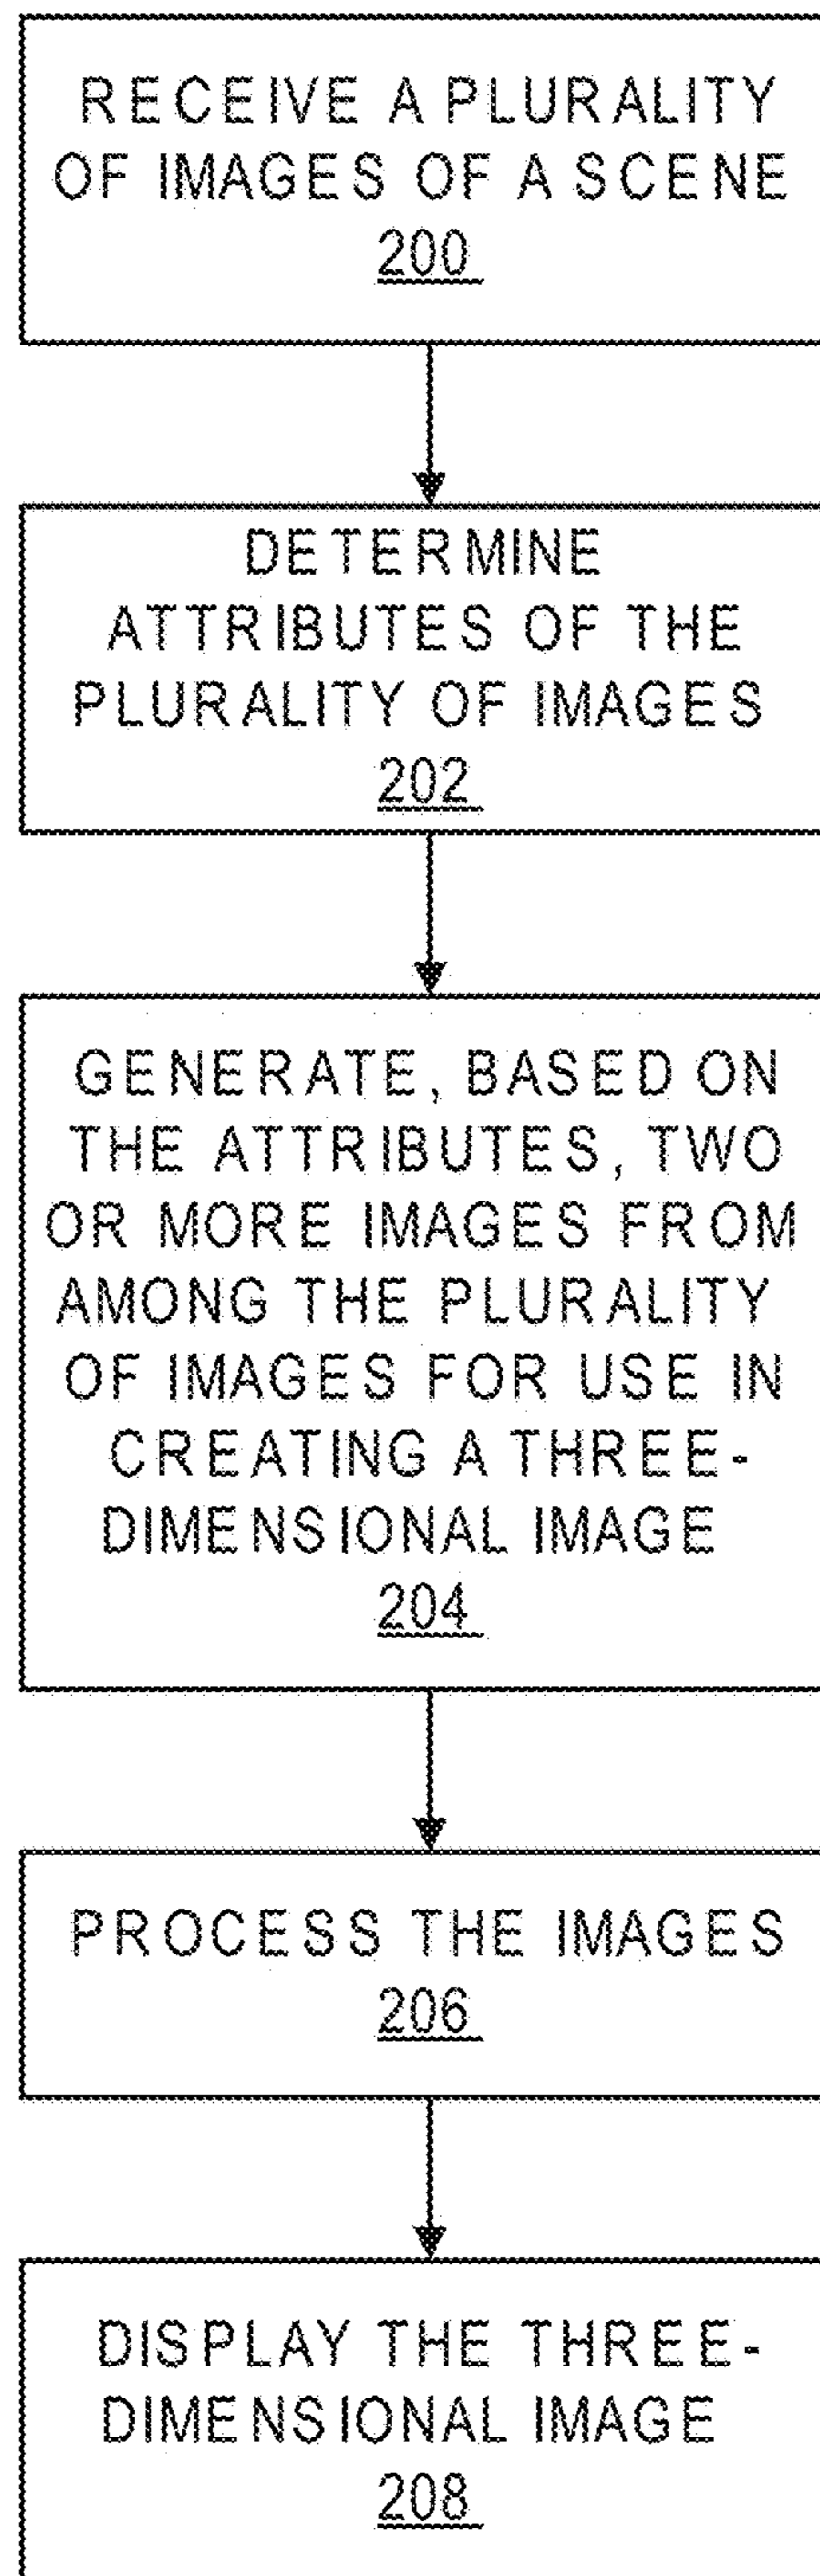 RECEIVE A PLURALITY
OF IMAGES OF A SCENE
200
DETERMINE
ATTRIBUTES OF THE
PLURALITY OF IMAGES
202
GENERATE, BASED ON
THE ATTRIBUTES, TWO
OR MORE IMAGES FROM
AMONG THE PLURALITY
OF IMAGES FOR USE IN
CREATING A THREE-
DIMENSIONAL IMAGE
204
PROCESS THE IMAGES
206
DISPLAY THE THREE-
DIMENSIONAL IMAGE
208